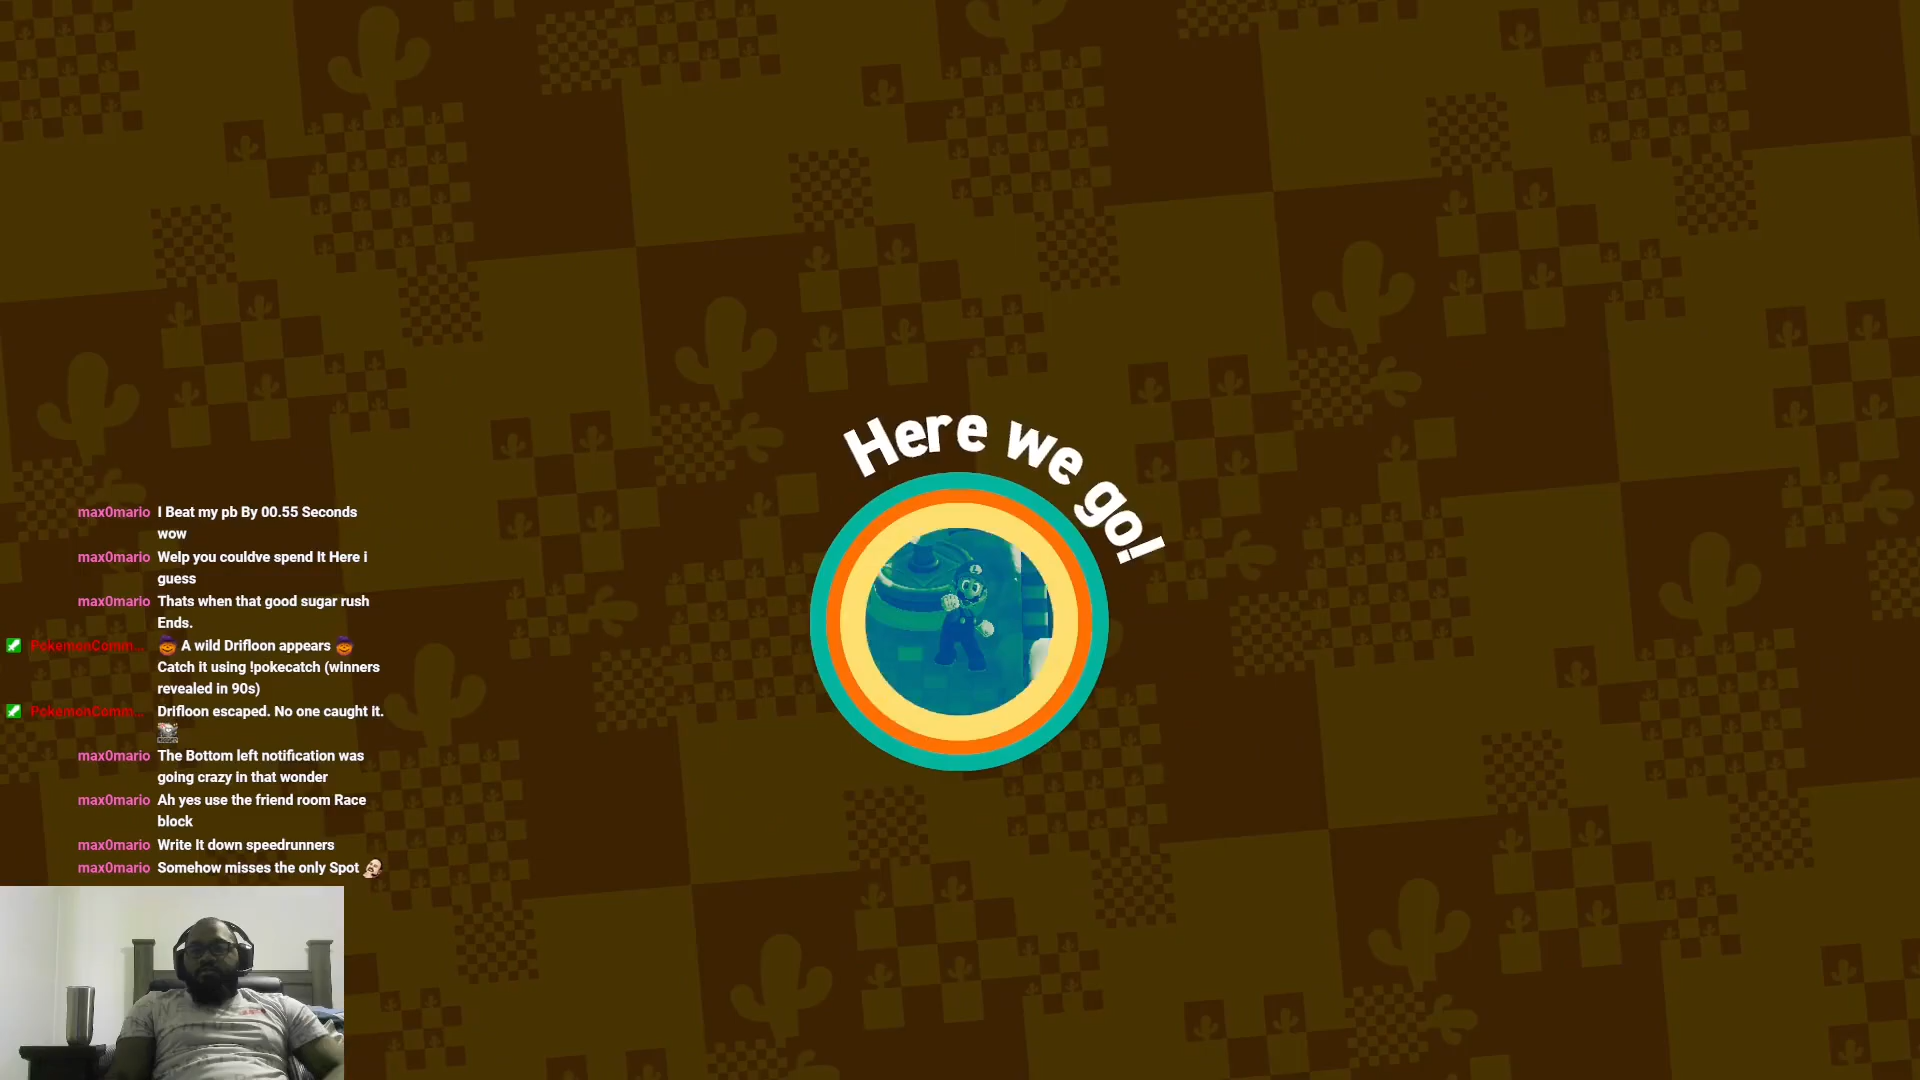 Here we go!
max0mario I Beat my pb By 00.55 Seconds
wow
max0mario Welp you couldve spend It Here i
guess
max0mario Thats when that good sugar rush
Ends.
PokemonComm... 🎃 A wild Drifloon appears 🎃
Catch it using !pokecatch (winners
revealed in 90s)
PokemonComm... Drifloon escaped. No one caught it.
max0mario The Bottom left notification was
going crazy in that wonder
max0mario Ah yes use the friend room Race
block
max0mario Write It down speedrunners
max0mario Somehow misses the only Spot